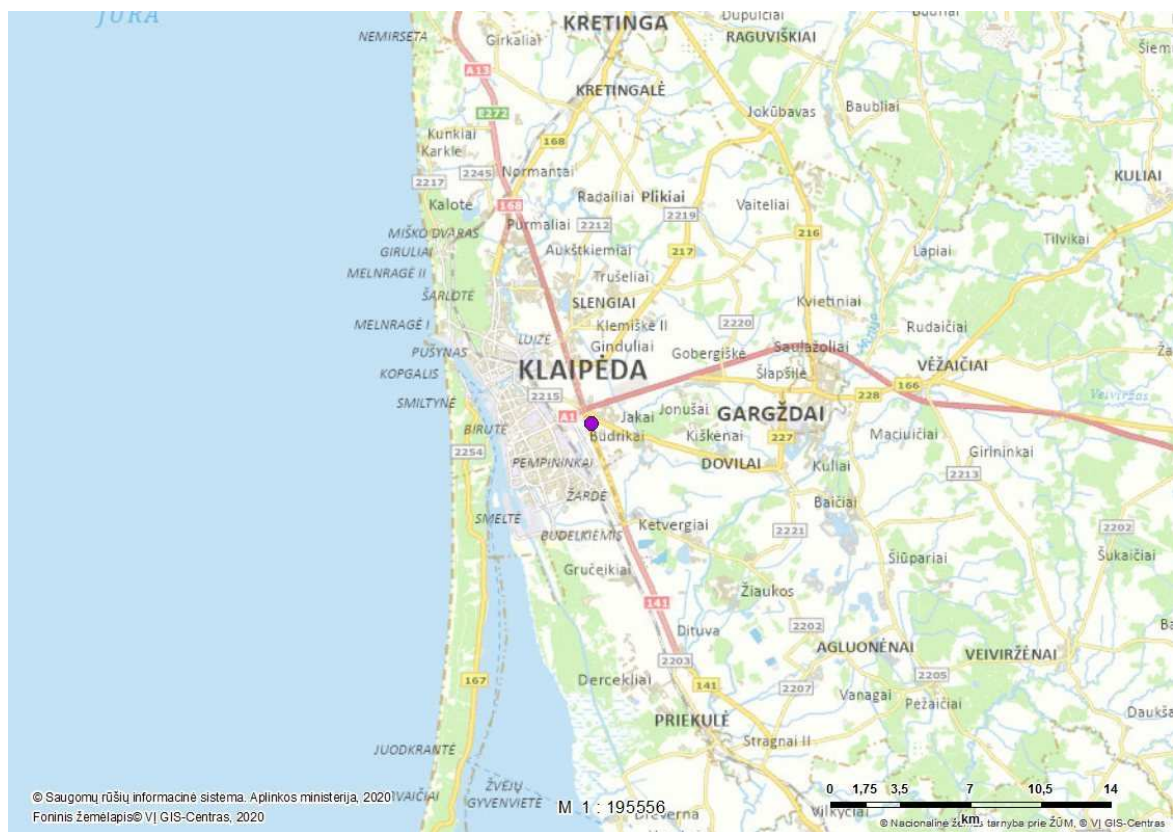 JŪRA
KRETINGA
Dupulčiai
NEMIRSETA
Girkaliai
RAGUVIŠKIAI
A13
KRETINGALĖ
Jokūbavas
Baubliai
E272
Kunkiai
168
Karklė
KULIAI
2245
Normantai
2217
Radailiai
Plikiai
Vaiteliai
Kalotė
168
2219
Purmaliai
2212
216
Tilvikai
MIŠKO DVARAS
Aukštkiemiai
217
Lapiai
GIRULIAI
MELNRAGĖ II
Trušeliai
ŠARLOTĖ
SLENGIAI
Kvietiniai
MELNRAGĖ I
Klemiškė II
2220
Rudaičiai
LUIZĖ
Ginduliai
Saulažoliai
PUŠYNAS
Gobergiškė
VĖŽAIČIAI
KLAIPĖDA
KOPGALIS
Šlapšilė
166
2215
228
SMILTYNĖ
A1
Jakai
Jonušai
GARGŽDAI
BIRUTĖ
Budrikai
Kiškėnai
227
Maciuičiai
2254
Girininkai
PEMPININKAI
DOVILAI
Kuliai
2213
ŽARDĖ
Baičiai
SMELTĖ
Ketvergiai
2202
BUDELKIEMIS
2221
Šiūpariai
Šukaičiai
Gručeikiai
Žiaukos
141
2202
Dituva
AGLUONĖNAI
VEIVIRŽĖNAI
2203
2205
Derceklia​i
167
141
2207
Vanagai
Pėžaičiai
PRIEKULĖ
Stragnai II
JUODKRANTĖ
ŽVEJŲ
GYVENVIETĖ
© Saugomų rūšių informacinė sistema. Aplinkos ministerija, 2020
Foninis žemėlapis© VĮ GIS-Centras, 2020
M 1 : 195556
0 1,75 3,5 7 10,5 14
km
Dreverna
Vilkyčiai